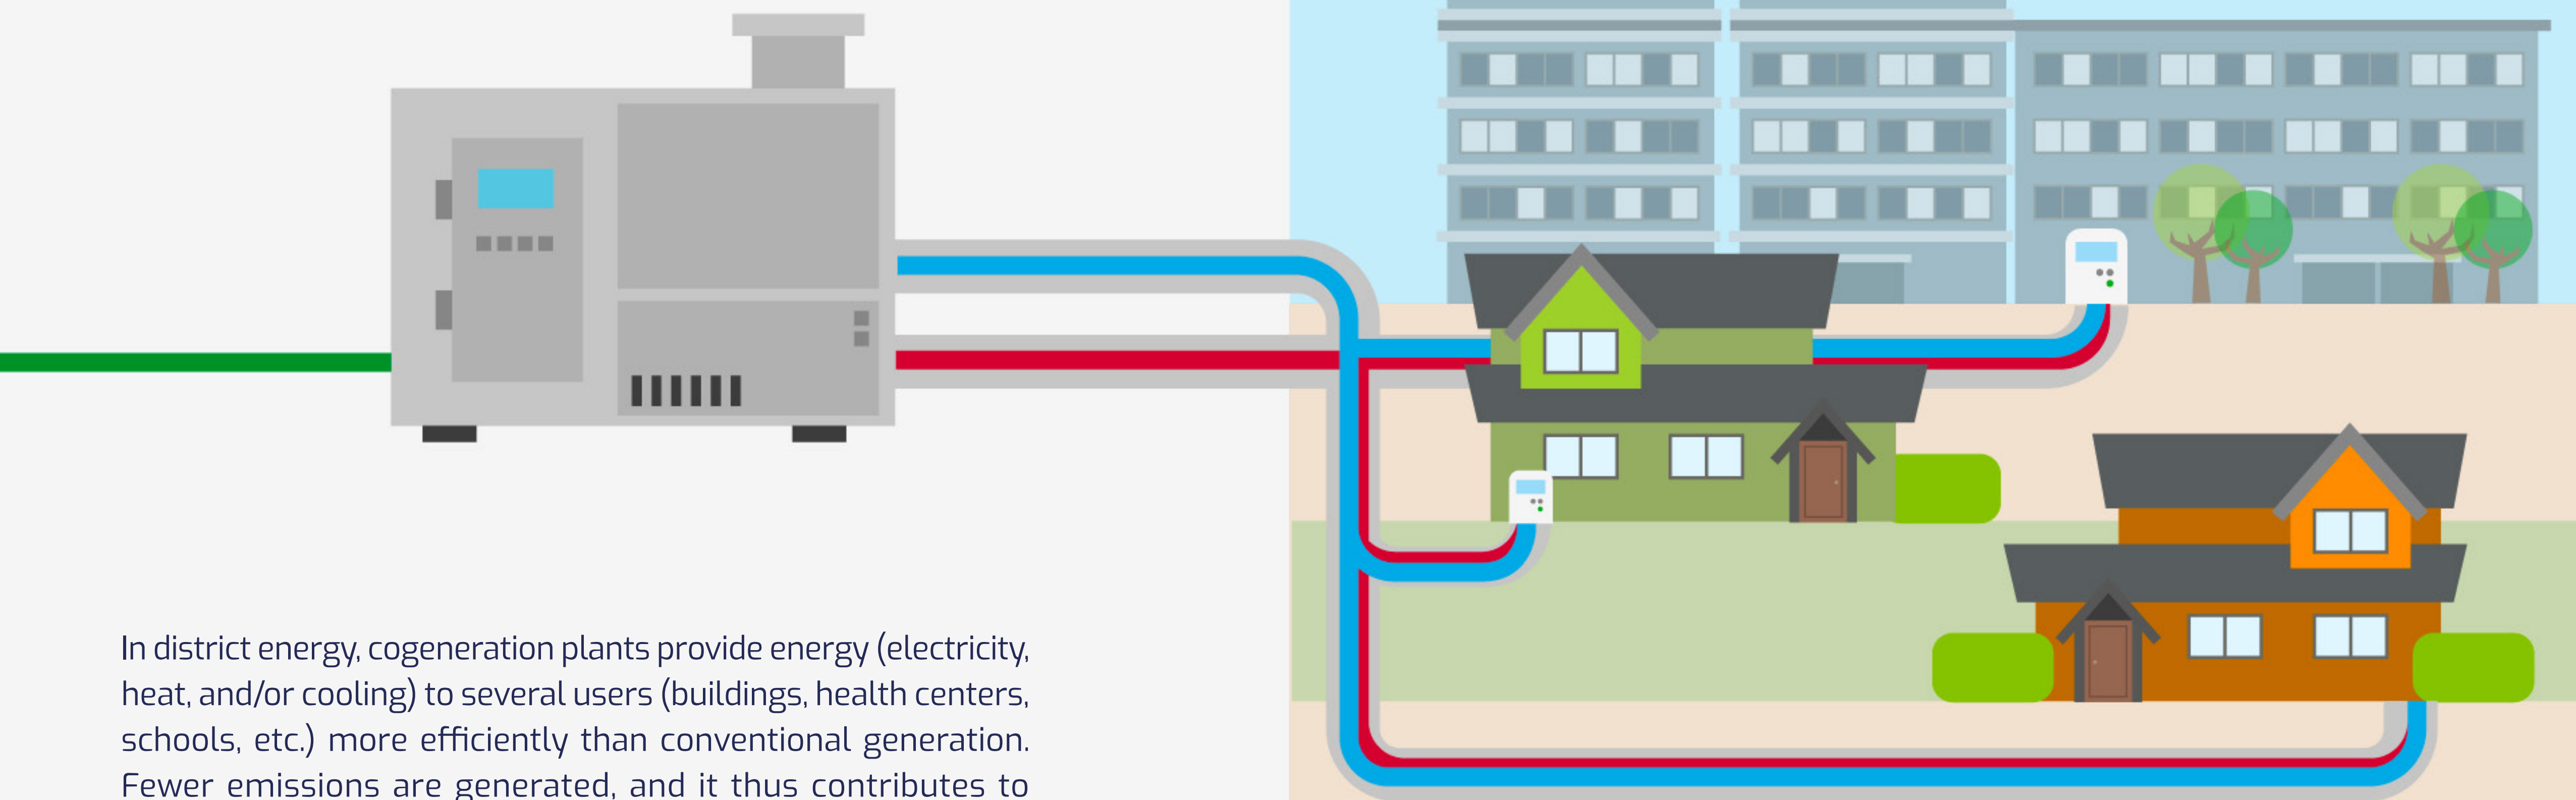 In district energy, cogeneration plants provide energy (electricity,
heat, and/or cooling) to several users (buildings, health centers,
schools, etc.) more efficiently than conventional generation.
Fewer emissions are generated, and it thus contributes to